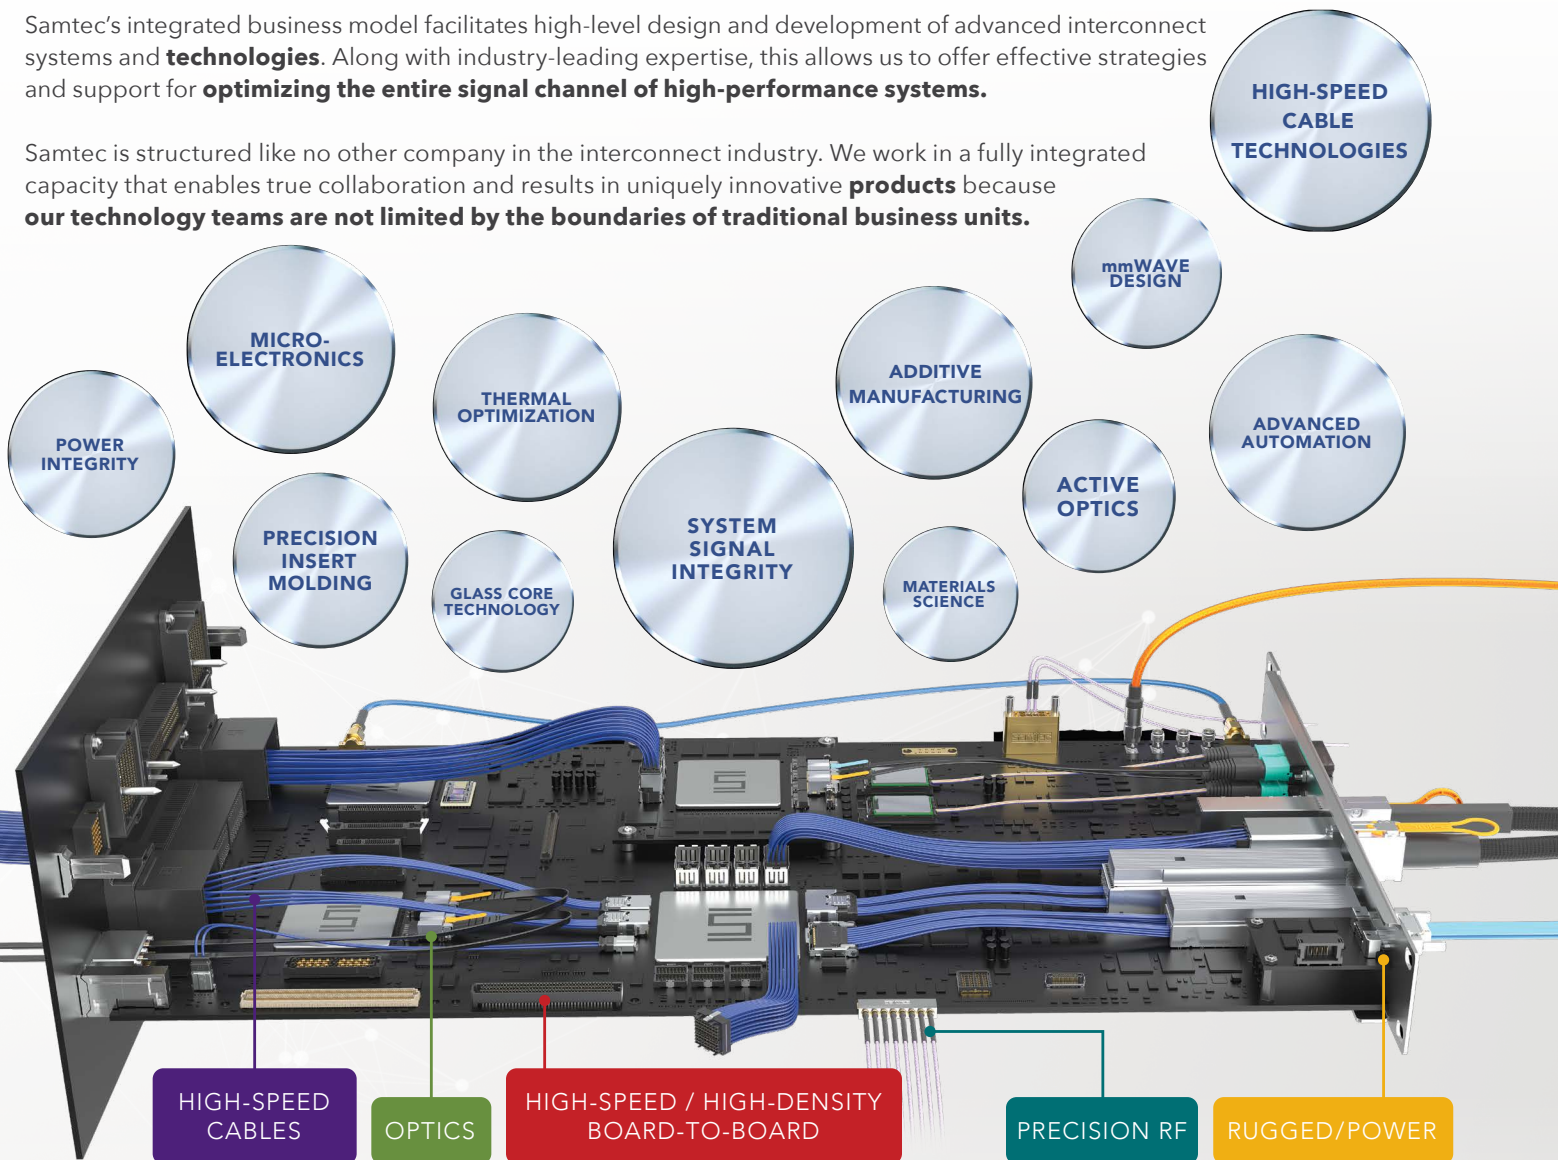 Samtec's integrated business model facilitates high-level design and development of advanced interconnect
systems and technologies. Along with industry-leading expertise, this allows us to offer effective strategies
and support for optimizing the entire signal channel of high-performance systems.
Samtec is structured like no other company in the interconnect industry. We work in a fully integrated
capacity that enables true collaboration and results in uniquely innovative products because
our technology teams are not limited by the boundaries of traditional business units.
HIGH-SPEED
CABLE
TECHNOLOGIES
mmWAVE
DESIGN
MICRO-
ELECTRONICS
THERMAL
OPTIMIZATION
ADDITIVE
MANUFACTURING
ADVANCED
AUTOMATION
POWER
INTEGRITY
ACTIVE
OPTICS
PRECISION
INSERT
MOLDING
SYSTEM
SIGNAL
INTEGRITY
GLASS CORE
TECHNOLOGY
MATERIALS
SCIENCE
HIGH-SPEED
CABLES
OPTICS
HIGH-SPEED / HIGH-DENSITY
BOARD-TO-BOARD
PRECISION RF
RUGGED/POWER